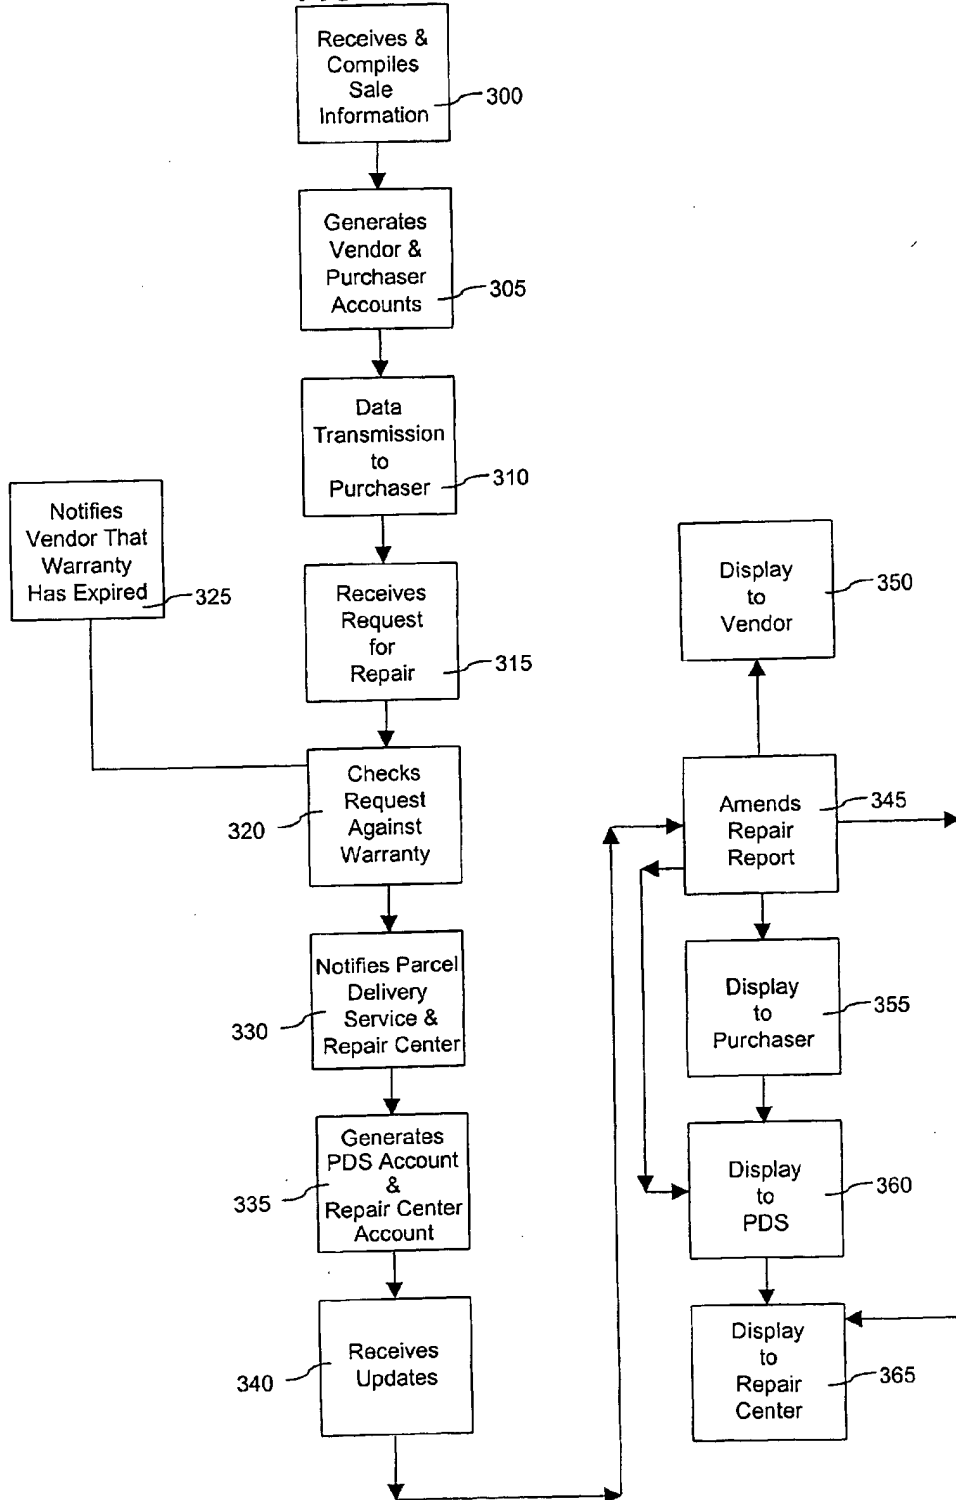 Receives &
Compiles
Sale
Information
300
Generates
Vendor &
Purchaser
Accounts
305
Data
Transmission
to
Purchaser
310
Notifies
Vendor That
Warranty
Has Expired
325
Receives
Request
for
Repair
315
Checks
Request
Against
Warranty
320
Notifies Parcel
Delivery
Service &
Repair Center
330
Generates
PDS Account
&
Repair Center
Account
335
Receives
Updates
340
Display
to
Vendor
350
Amends
Repair
Report
345
Display
to
Purchaser
355
Display
to
PDS
360
Display
to
Repair
Center
365